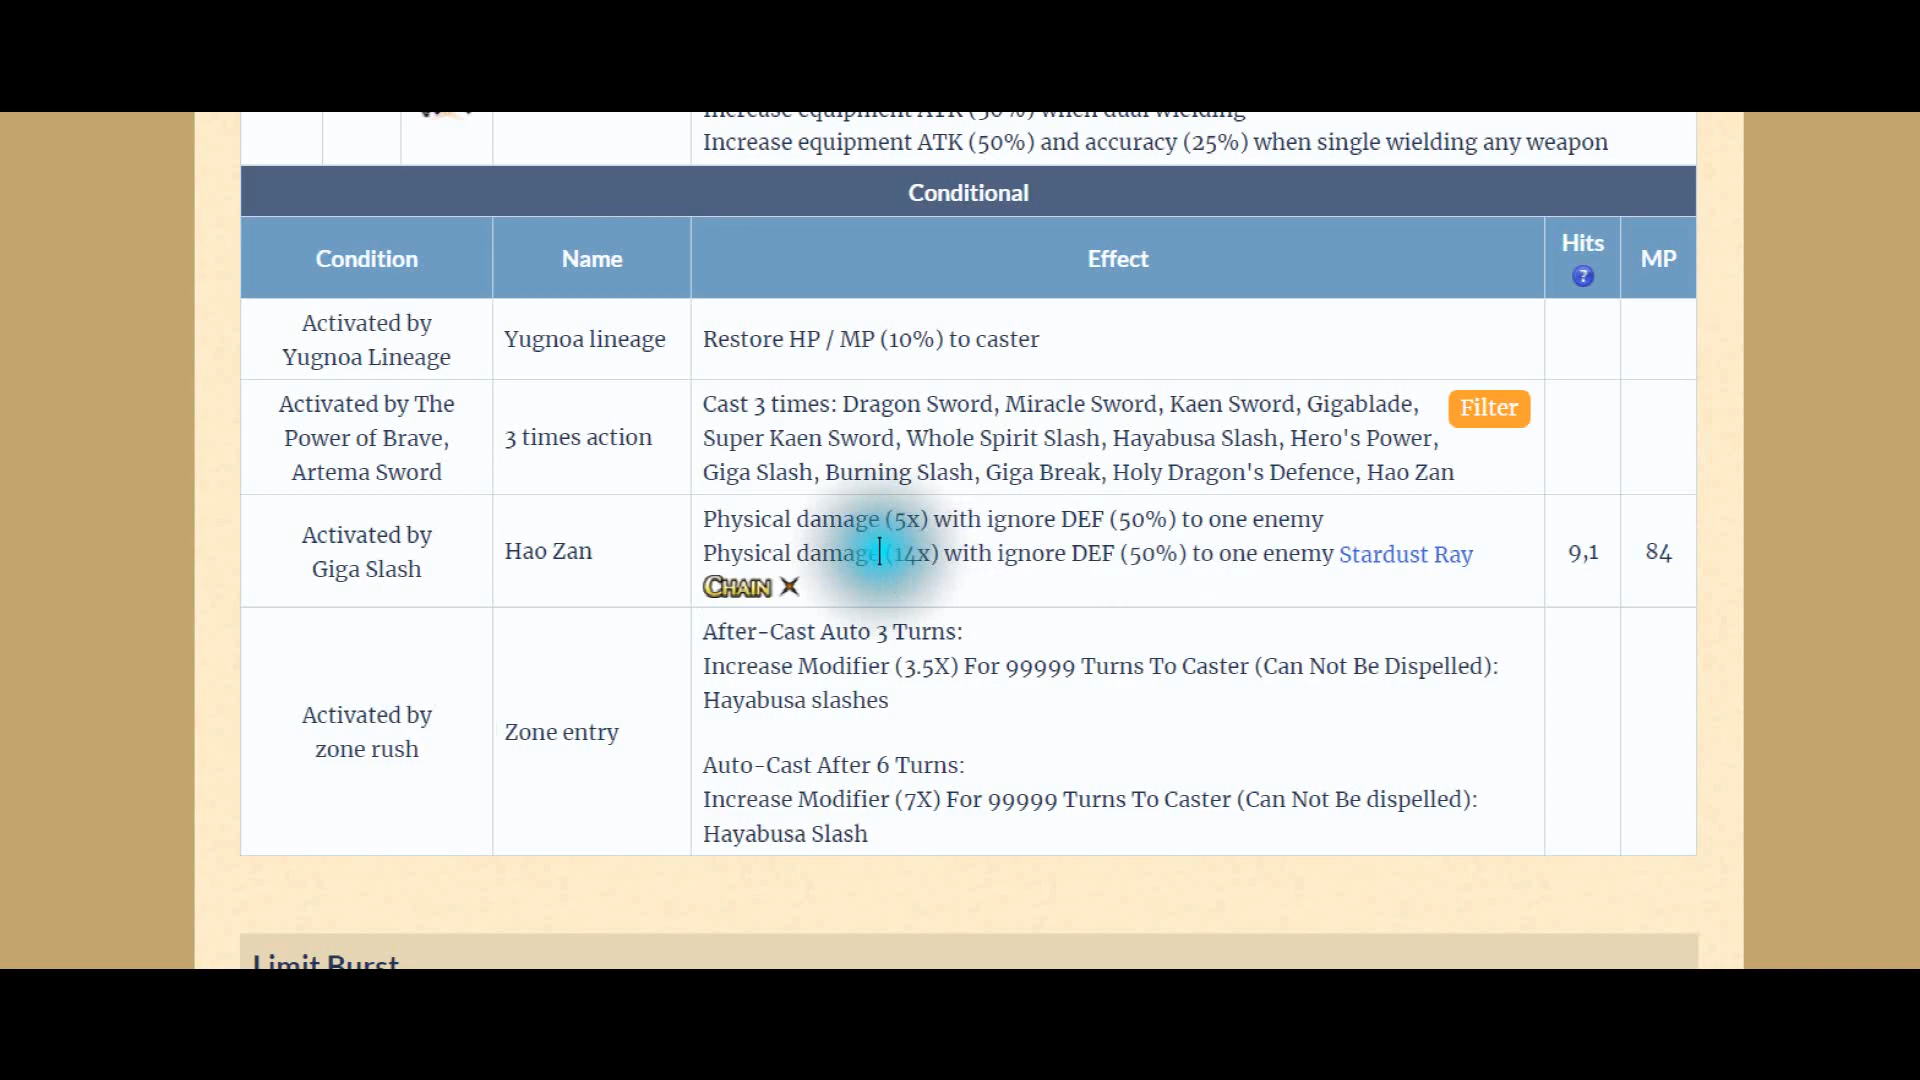 Increase equipment ATK (50%) when dual wielding
Increase equipment ATK (50%) and accuracy (25%) when single wielding any weapon
Conditional
Condition
Name
Effect
Hits
?
MP
Activated by
Yugnoa Lineage
Yugnoa lineage
Restore HP / MP (10%) to caster
Activated by The
Power of Brave,
Artema Sword
3 times action
Cast 3 times: Dragon Sword, Miracle Sword, Kaen Sword, Gigablade,
Super Kaen Sword, Whole Spirit Slash, Hayabusa Slash, Hero's Power,
Giga Slash, Burning Slash, Giga Break, Holy Dragon's Defence, Hao Zan
Filter
Activated by
Giga Slash
Hao Zan
Physical damage (5x) with ignore DEF (50%) to one enemy
Physical damage (14x) with ignore DEF (50%) to one enemy Stardust Ray
CHAIN
9,1
84
Activated by
zone rush
Zone entry
After-Cast Auto 3 Turns:
Increase Modifier (3.5X) For 99999 Turns To Caster (Can Not Be Dispelled):
Hayabusa slashes
Auto-Cast After 6 Turns:
Increase Modifier (7X) For 99999 Turns To Caster (Can Not Be dispelled):
Hayabusa Slash
Limit Burst